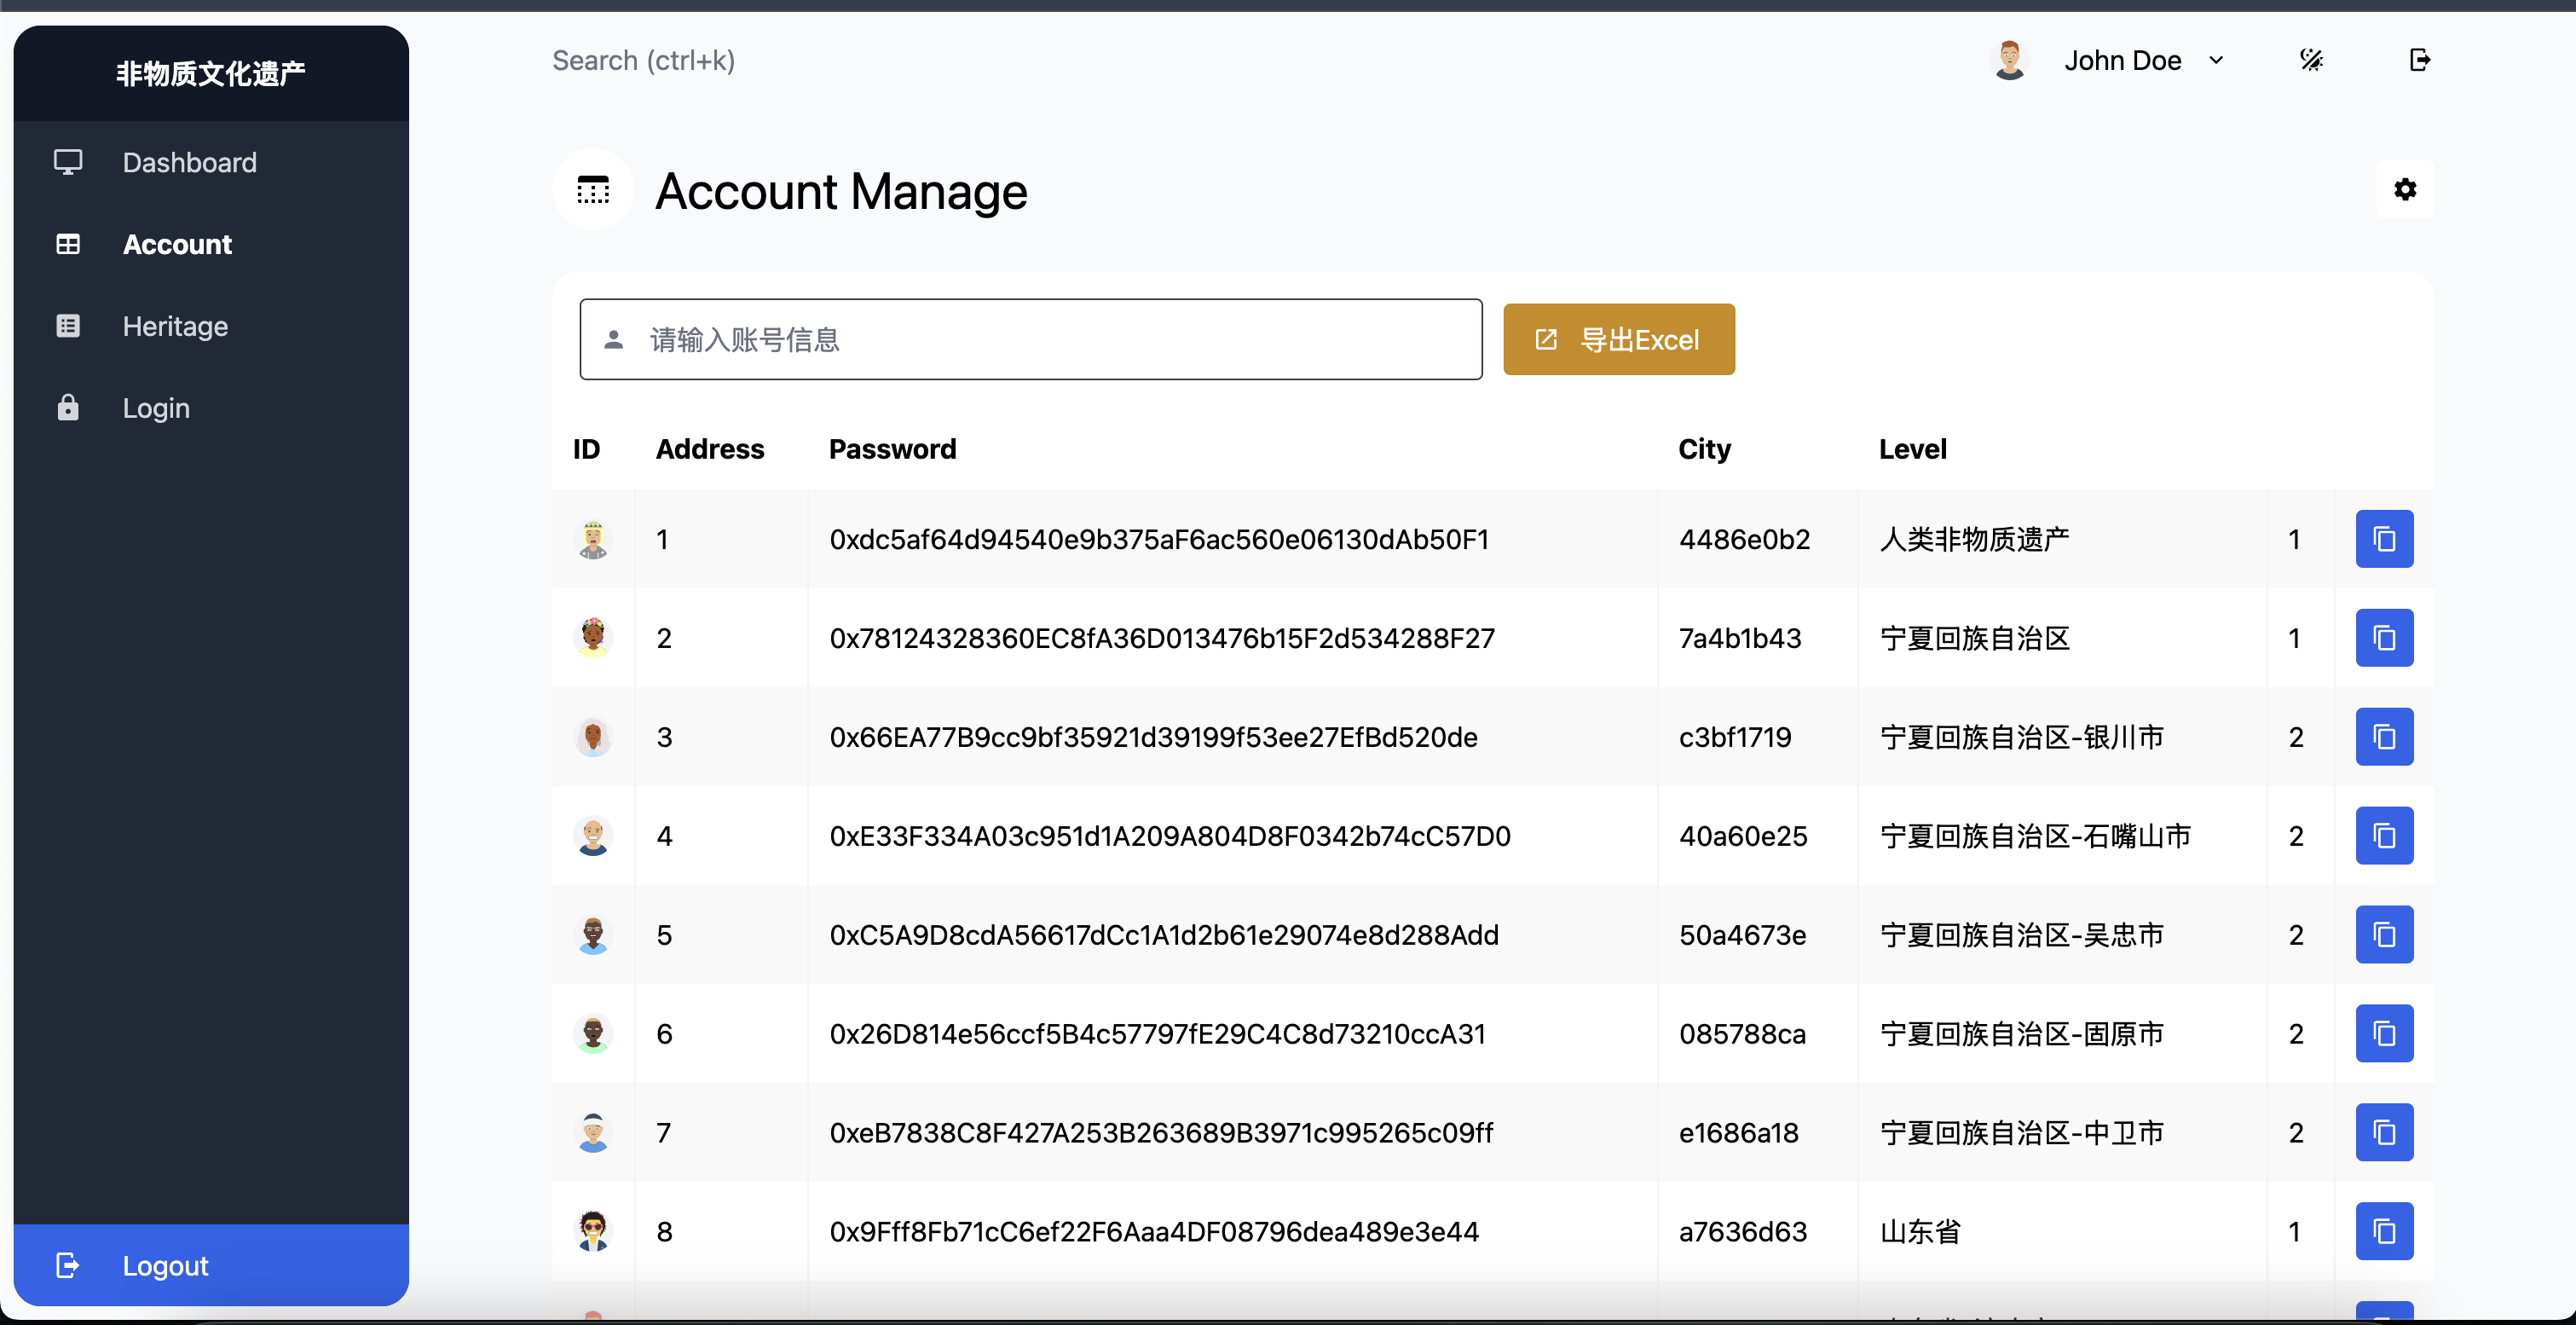 非物质文化遗产
Dashboard
Account
Heritage
Login
Logout
Search (ctrl+k)
John Doe
Account Manage
请输入账号信息
导出Excel
ID Address Password City Level
1 0xdc5af64d94540e9b375aF6ac560e06130dAb50F1 4486e0b2 人类非物质遗产 1
2 0x78124328360EC8fA36D013476b15F2d534288F27 7a4b1b43 宁夏回族自治区 1
3 0x66EA77B9cc9bf35921d39199f53ee27EfBd520de c3bf1719 宁夏回族自治区-银川市 2
4 0xE33F334A03c951d1A209A804D8F0342b74cC57D0 40a60e25 宁夏回族自治区-石嘴山市 2
5 0xC5A9D8cdA56617dCc1A1d2b61e29074e8d288Add 50a4673e 宁夏回族自治区-吴忠市 2
6 0x26D814e56ccf5B4c57797fE29C4C8d73210ccA31 085788ca 宁夏回族自治区-固原市 2
7 0xeB7838C8F427A253B263689B3971c995265c09ff e1686a18 宁夏回族自治区-中卫市 2
8 0x9Fff8Fb71cC6ef22F6Aaa4DF08796dea489e3e44 a7636d63 山东省 1